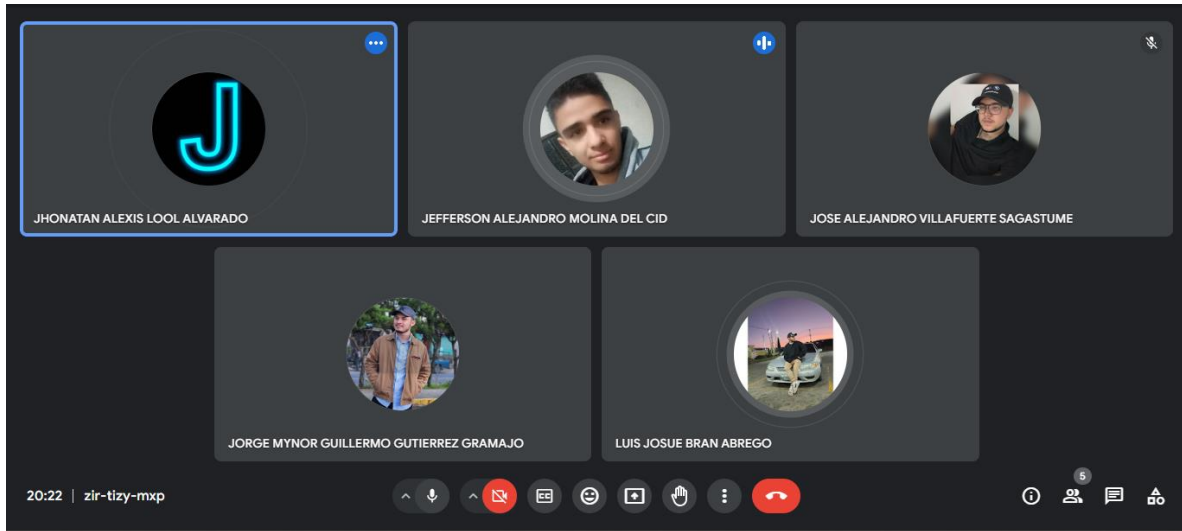 J
JHONATAN ALEXIS LOOL ALVARADO
JEFFERSON ALEJANDRO MOLINA DEL CID
JOSE ALEJANDRO VILLAFUERTE SAGASTUME
JORGE MYNOR GUILLERMO GUTIERREZ GRAMAJO
LUIS JOSUE BRAN ABREGO
20:22 | zir-tizy-mxp
CC
5